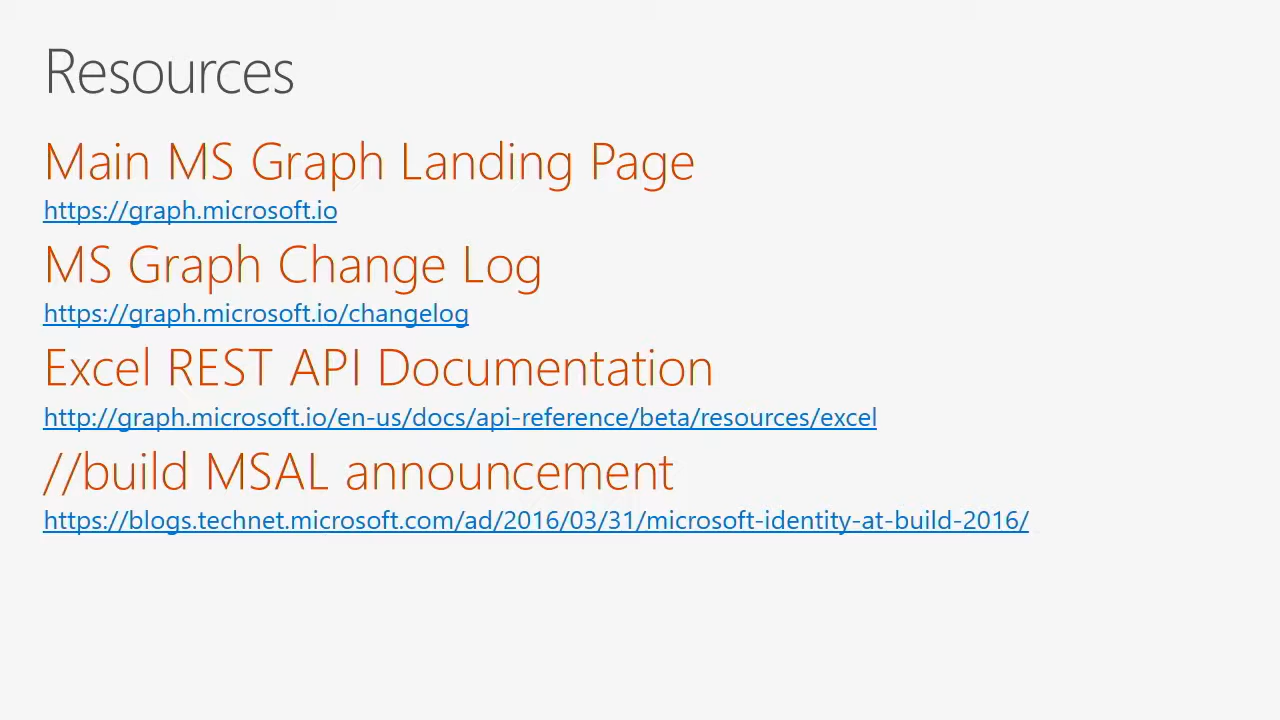 Resources
Main MS Graph Landing Page
https://graph.microsoft.io
MS Graph Change Log
https://graph.microsoft.io/changelog
Excel REST API Documentation
http://graph.microsoft.io/en-us/docs/api-reference/beta/resources/excel
//build MSAL announcement
https://blogs.technet.microsoft.com/ad/2016/03/31/microsoft-identity-at-build-2016/